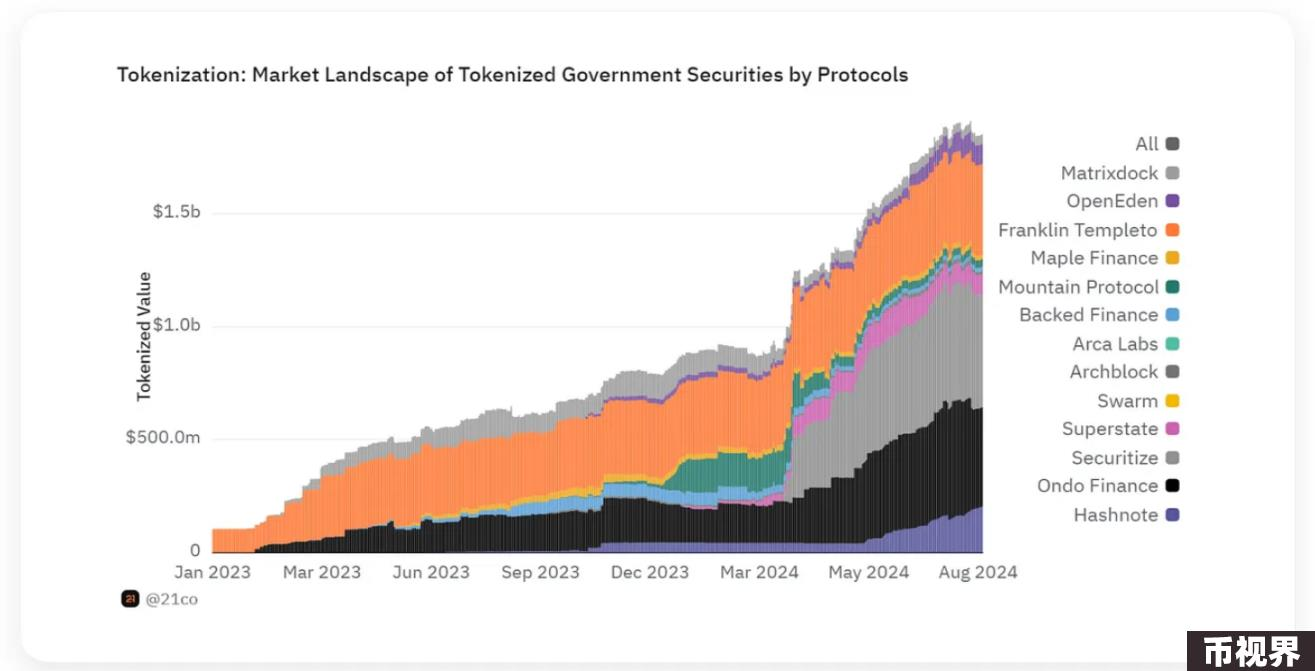 Tokenization: Market Landscape of Tokenized Government Securities by Protocols
Tokenized Value
$1.5b
$1.0b
$500.0m
0
Jan 2023 Mar 2023 Jun 2023 Sep 2023 Dec 2023 Mar 2024 May 2024 Aug 2024
All
Matrixdock
OpenEden
Franklin Templeto
Maple Finance
Mountain Protocol
Backed Finance
Arca Labs
Archblock
Swarm
Superstate
Securitize
Ondo Finance
Hashnote
21 @21co
币视界